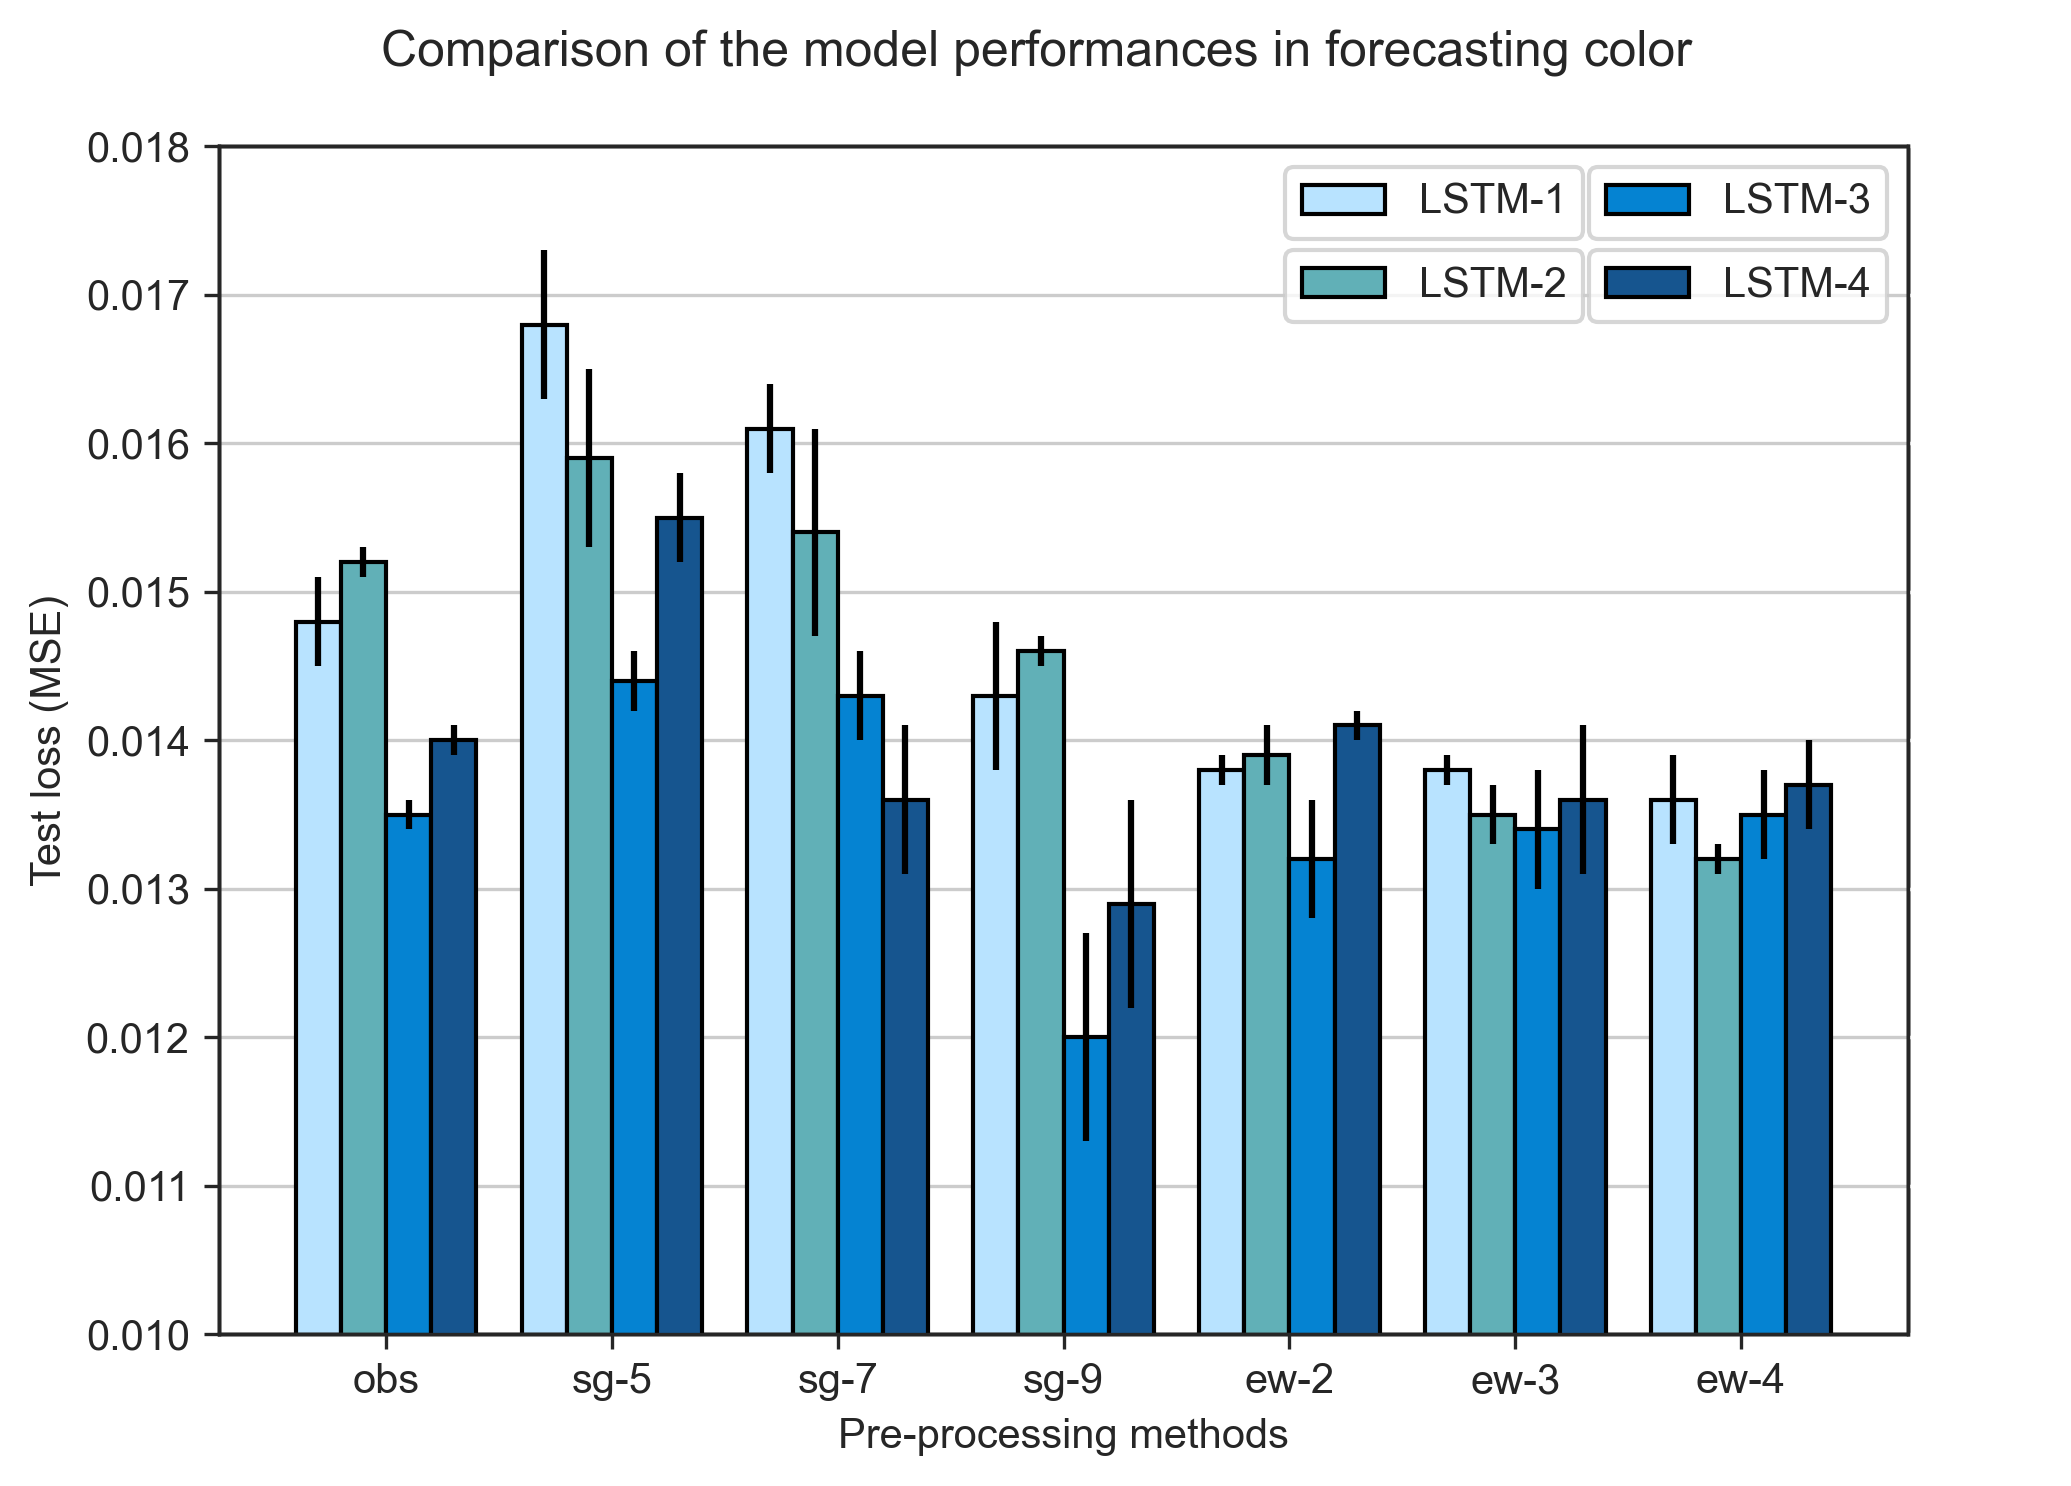 Comparison of the model performances in forecasting color
0.018
0.017
0.016
0.015
0.014
0.013
0.012
0.011
0.010
Test loss (MSE)
LSTM-1
LSTM-3
LSTM-2
LSTM-4
obs
sg-5
sg-7
sg-9
ew-2
ew-3
ew-4
Pre-processing methods